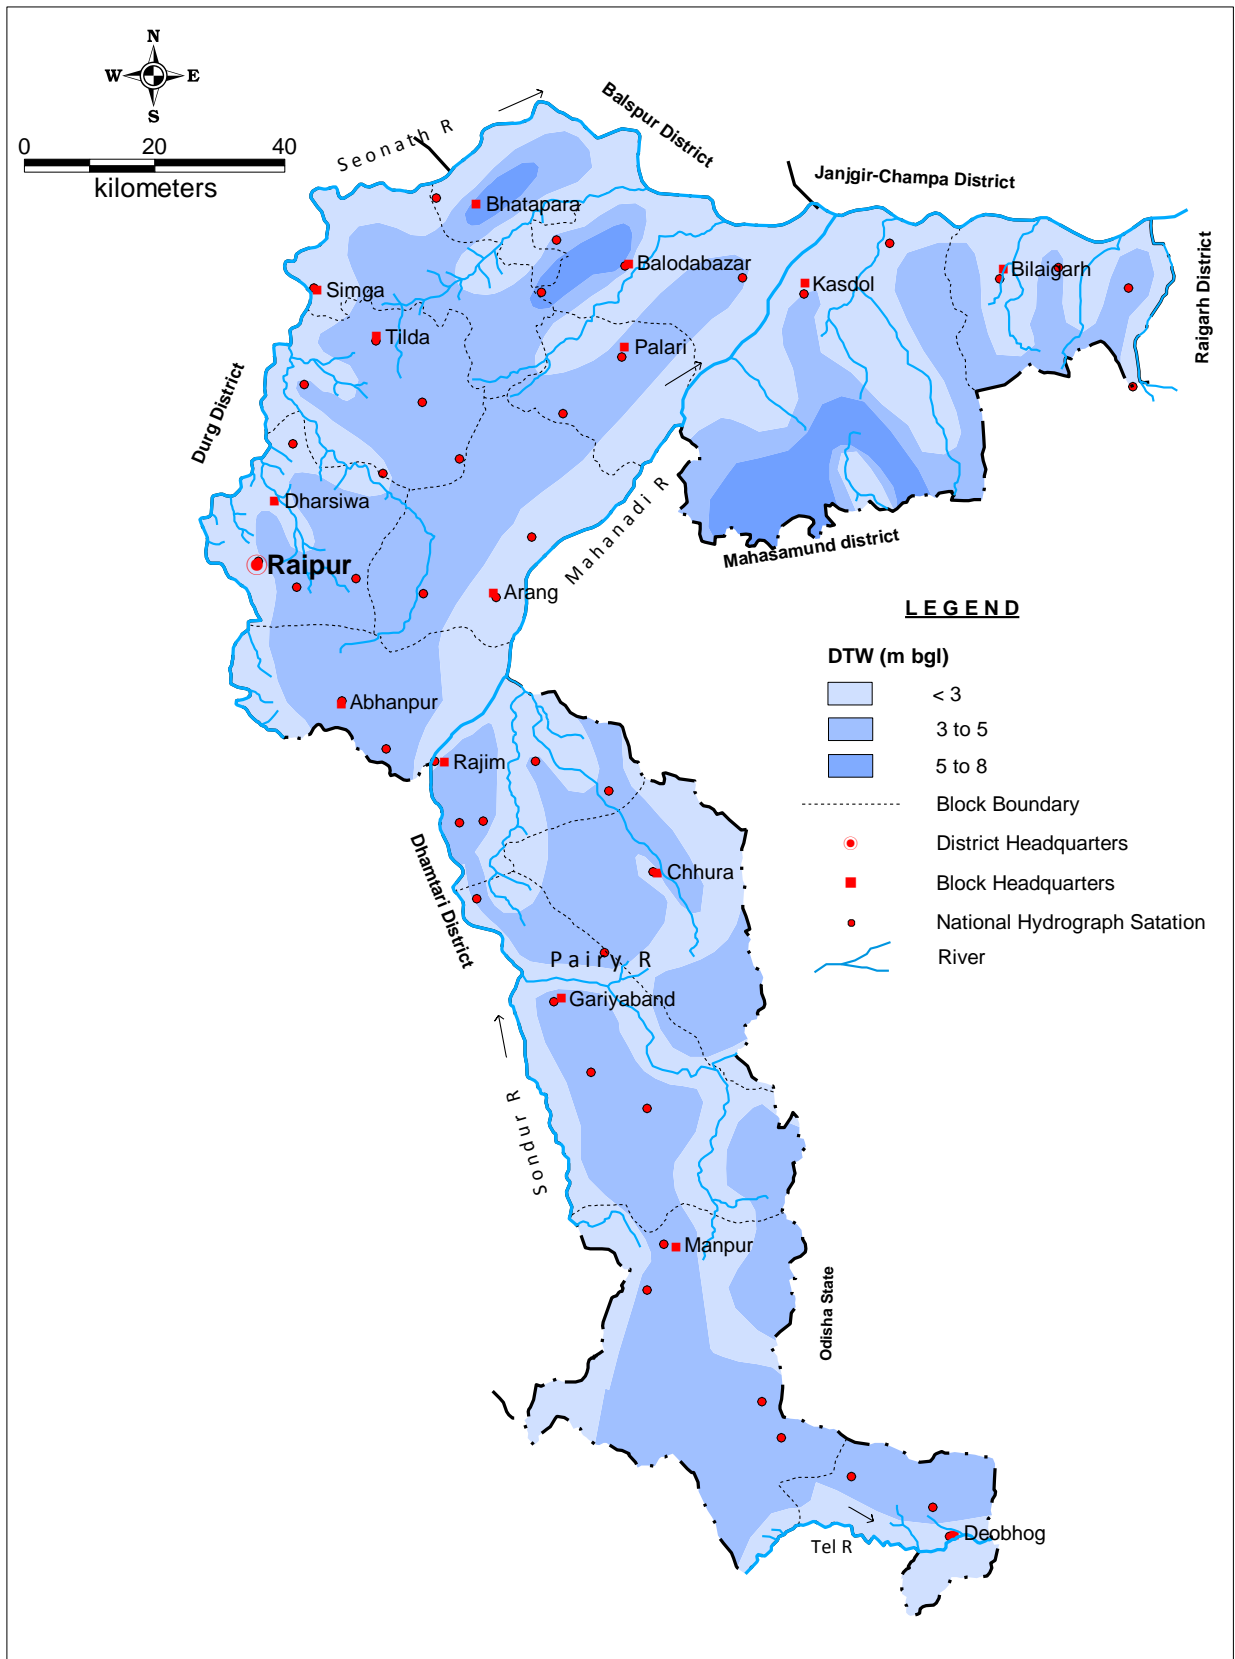 N
W E
S
0 20 40
kilometers
Seonath R
Balspur District
Janjgir-Champa District
Raigarh District
Bhatapara
Balodabazar
Kasdol
Bilaigarh
Simga
Tilda
Palari
Durg District
Dharsiwa
Mahanadi R
Mahasamund district
Raipur
Arang
Abhanpur
Rajim
Dhamtari District
Chhura
Pairy R
Gariyaband
Sondur R
Manpur
Odisha State
Tel R
Deobhog
LEGEND
DTW (m bgl)
< 3
3 to 5
5 to 8
Block Boundary
District Headquarters
Block Headquarters
National Hydrograph Satation
River